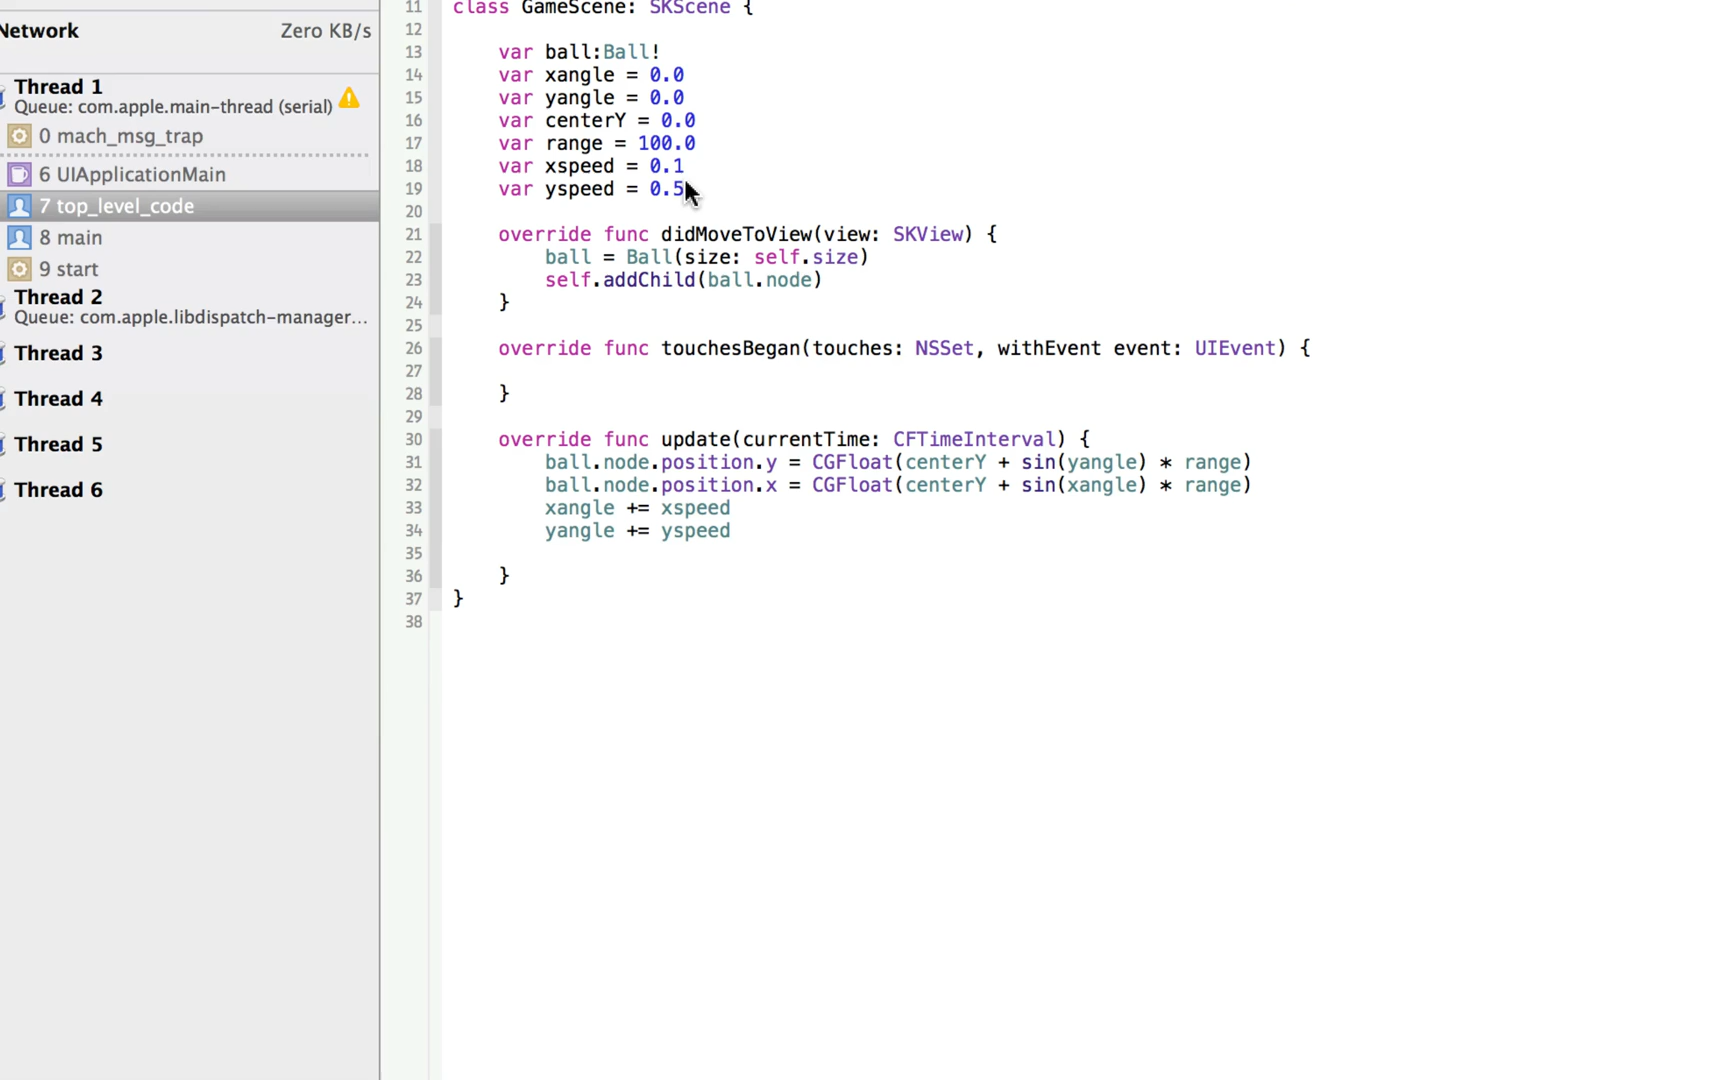 Network Zero KB/s
Thread 1
Queue: com.apple.main-thread (serial)
0 mach_msg_trap
6 UIApplicationMain
7 top_level_code
8 main
9 start
Thread 2
Queue: com.apple.libdispatch-manager...
Thread 3
Thread 4
Thread 5
Thread 6
11 class GameScene: SKScene {
12
13 var ball:Ball!
14 var xangle = 0.0
15 var yangle = 0.0
16 var centerY = 0.0
17 var range = 100.0
18 var xspeed = 0.1
19 var yspeed = 0.5
20
21 override func didMoveToView(view: SKView) {
22 ball = Ball(size: self.size)
23 self.addChild(ball.node)
24 }
25
26 override func touchesBegan(touches: NSSet, withEvent event: UIEvent) {
27
28 }
29
30 override func update(currentTime: CFTimeInterval) {
31 ball.node.position.y = CGFloat(centerY + sin(yangle) * range)
32 ball.node.position.x = CGFloat(centerY + sin(xangle) * range)
33 xangle += xspeed
34 yangle += yspeed
35
36 }
37 }
38